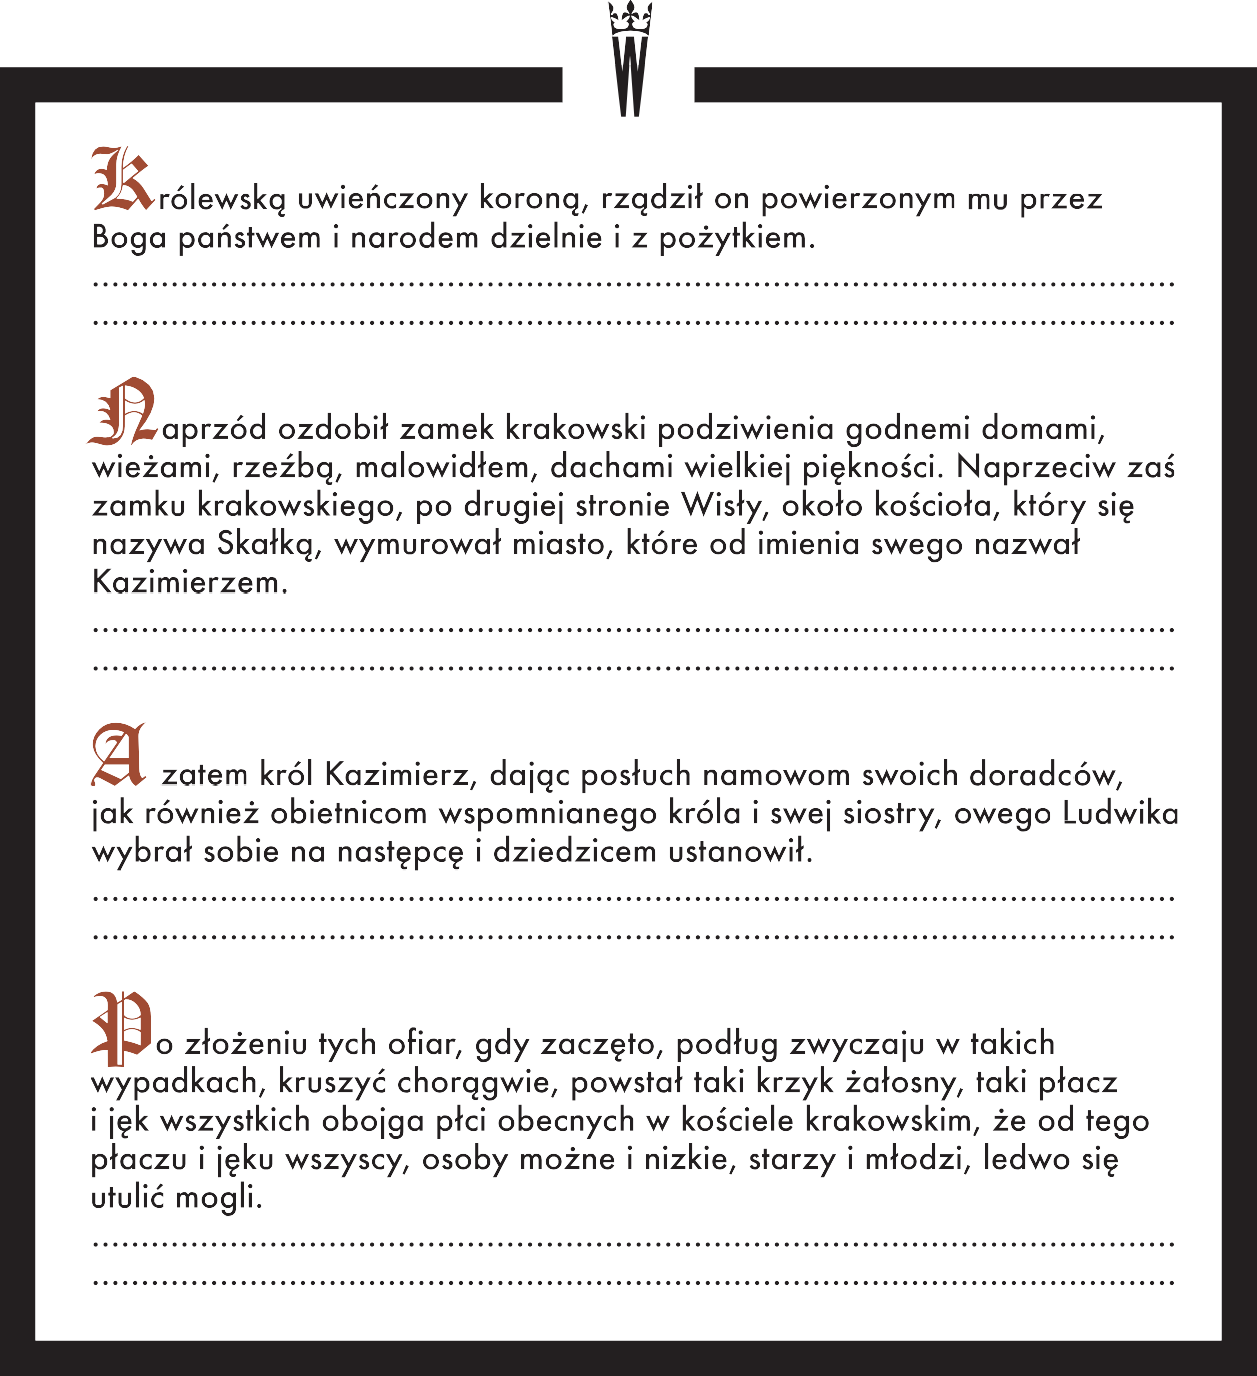 W
Królewską uwieńczony koroną, rządził on powierzonym mu przez
Boga państwem i narodem dzielnie i z pożytkiem.
Naprzód ozdobił zamek krakowski podziwienia godnemi domami,
wieżami, rzeźbą, malowidłem, dachami wielkiej piękności. Naprzeciw zaś
zamku krakowskiego, po drugiej stronie Wisły, około kościoła, który się
nazywa Skałką, wymurował miasto, które od imienia swego nazwał
Kazimierzem.
A zatem król Kazimierz, dając posłuch namowom swoich doradców,
jak również obietnicom wspomnianego króla i swej siostry, owego Ludwika
wybrał sobie na następcę i dziedzicem ustanowił.
Po złożeniu tych ofiar, gdy zaczęto, podług zwyczaju w takich
wypadkach, kruszyć chorągwie, powstał taki krzyk żałosny, taki płacz
i jęk wszystkich obojga płci obecnych w kościele krakowskim, że od tego
płaczu i jęku wszyscy, osoby możne i nizkie, starzy i młodzi, ledwo się
utulić mogli.